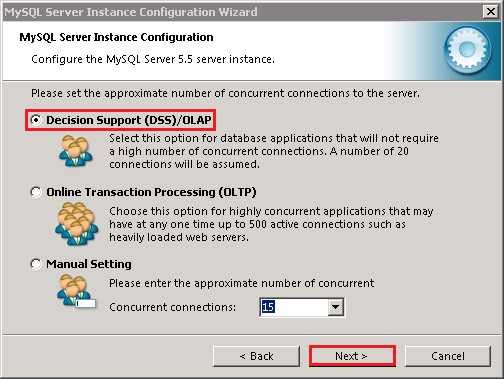 MySQL Server Instance Configuration Wizard
MySQL Server Instance Configuration
Configure the MySQL Server 5.5 server instance.
Please set the approximate number of concurrent connections to the server.
Decision Support (DSS)/OLAP
Select this option for database applications that will not require
a high number of concurrent connections. A number of 20
connections will be assumed.
Online Transaction Processing (OLTP)
Choose this option for highly concurrent applications that may
have at any one time up to 500 active connections such as
heavily loaded web servers.
Manual Setting
Please enter the approximate number of concurrent
Concurrent connections: 15
< Back Next > Cancel